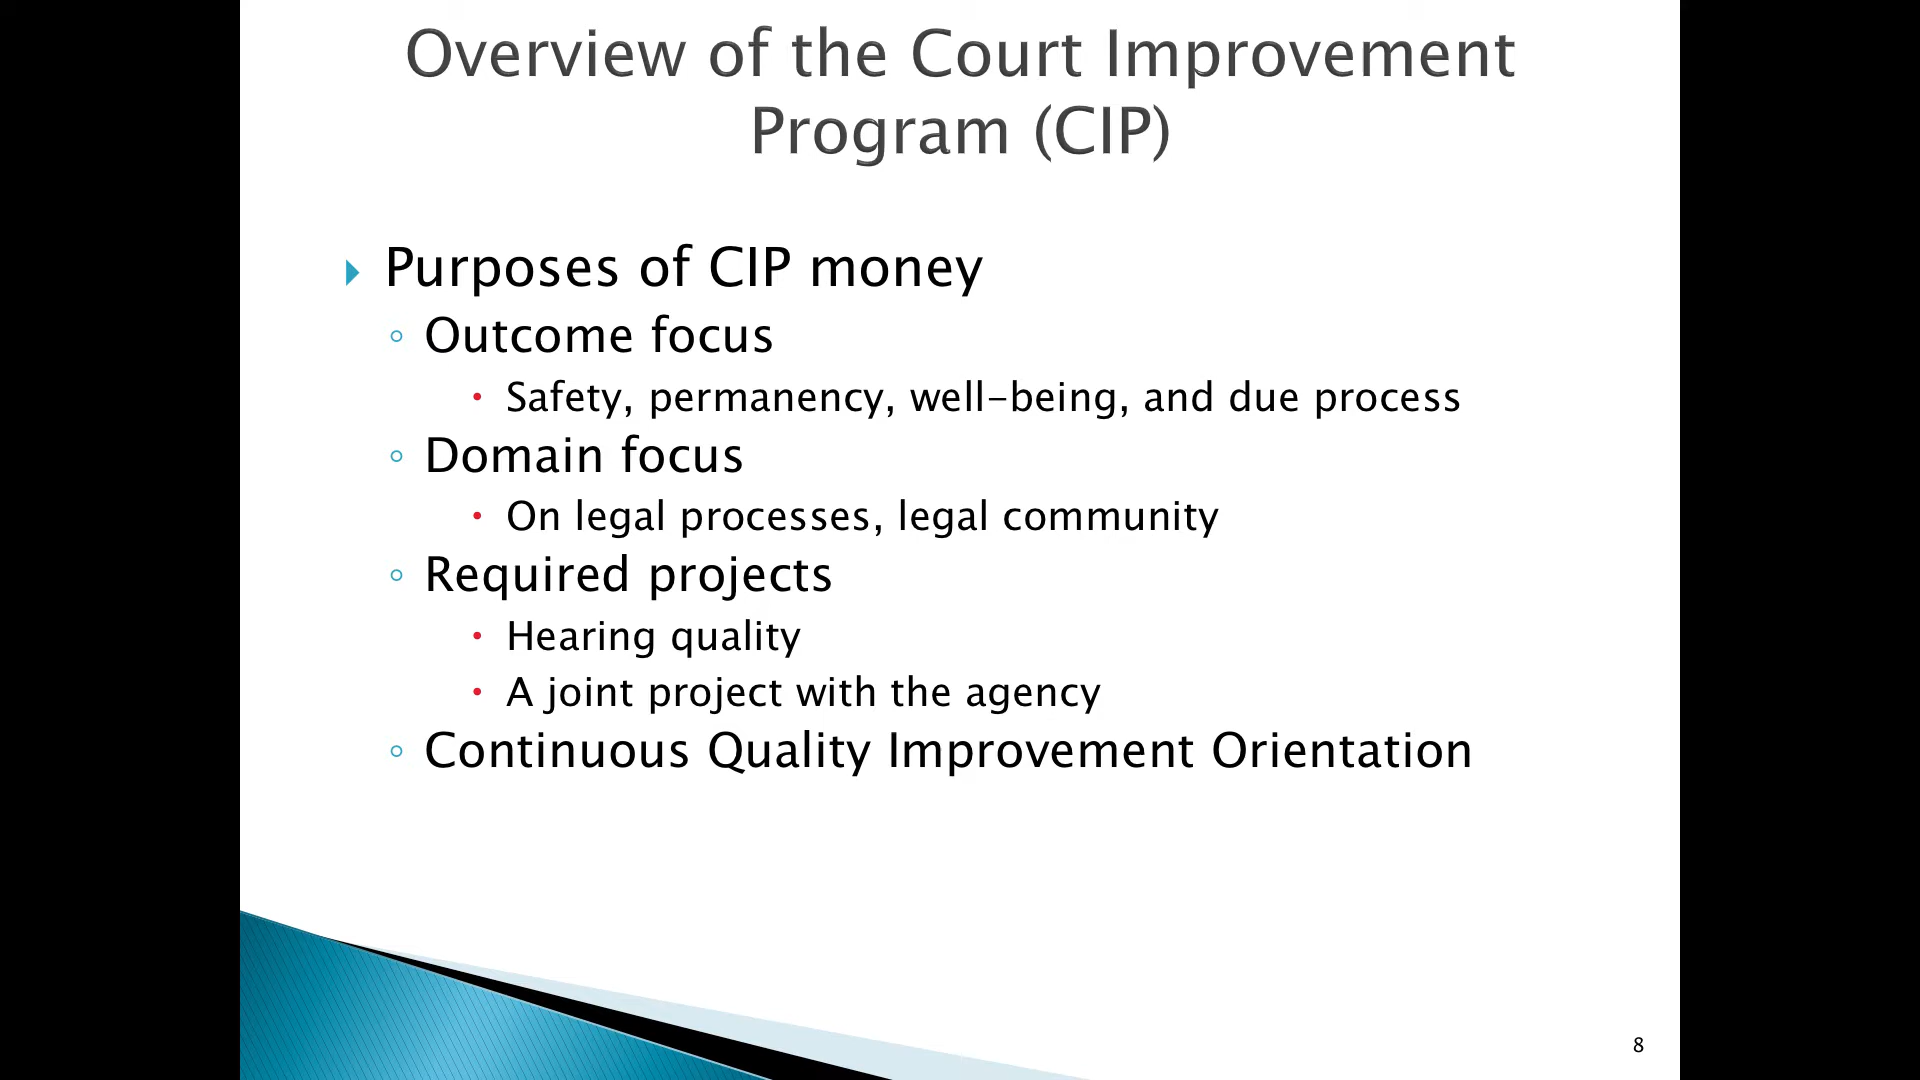 Overview of the Court Improvement
Program (CIP)
Purposes of CIP money
Outcome focus
Safety, permanency, well-being, and due process
Domain focus
On legal processes, legal community
Required projects
Hearing quality
A joint project with the agency
Continuous Quality Improvement Orientation
8